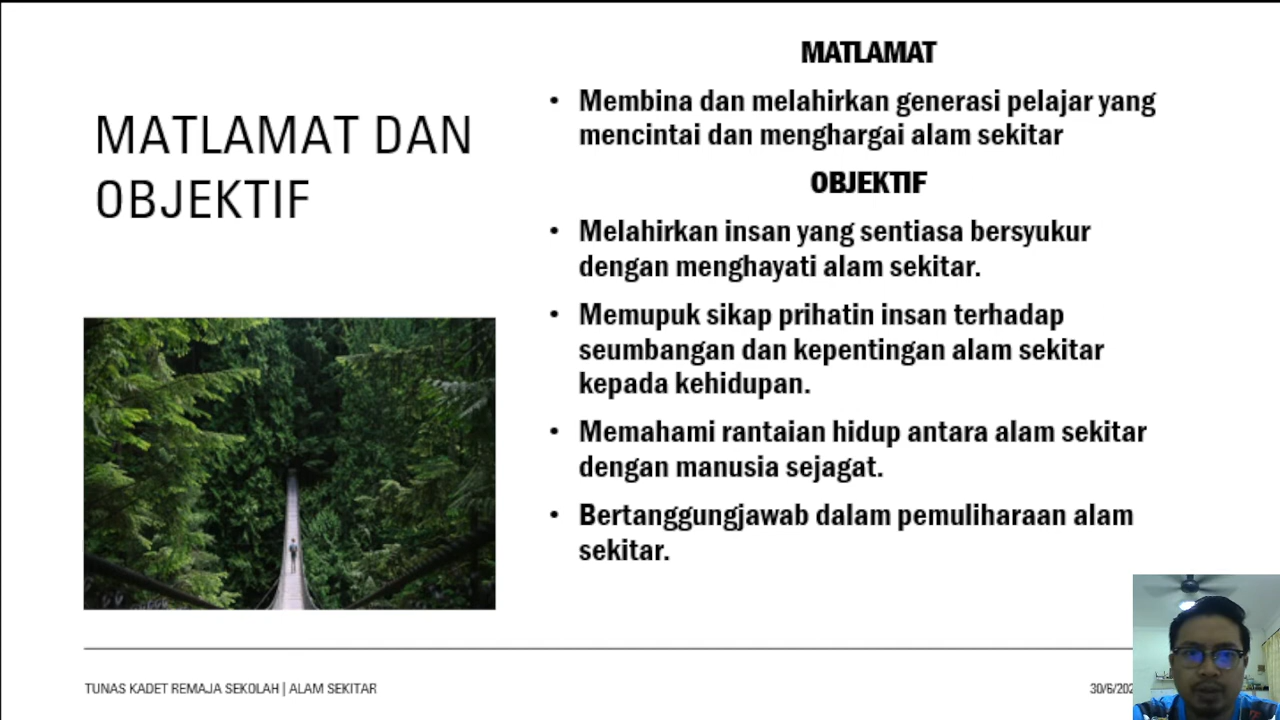 MATLAMAT DAN
OBJEKTIF
MATLAMAT
• Membina dan melahirkan generasi pelajar yang
mencintai dan menghargai alam sekitar
OBJEKTIF
• Melahirkan insan yang sentiasa bersyukur
dengan menghayati alam sekitar.
• Memupuk sikap prihatin insan terhadap
seumbangan dan kepentingan alam sekitar
kepada kehidupan.
• Memahami rantaian hidup antara alam sekitar
dengan manusia sejagat.
• Bertanggungjawab dalam pemuliharaan alam
sekitar.
TUNAS KADET REMAJA SEKOLAH | ALAM SEKITAR